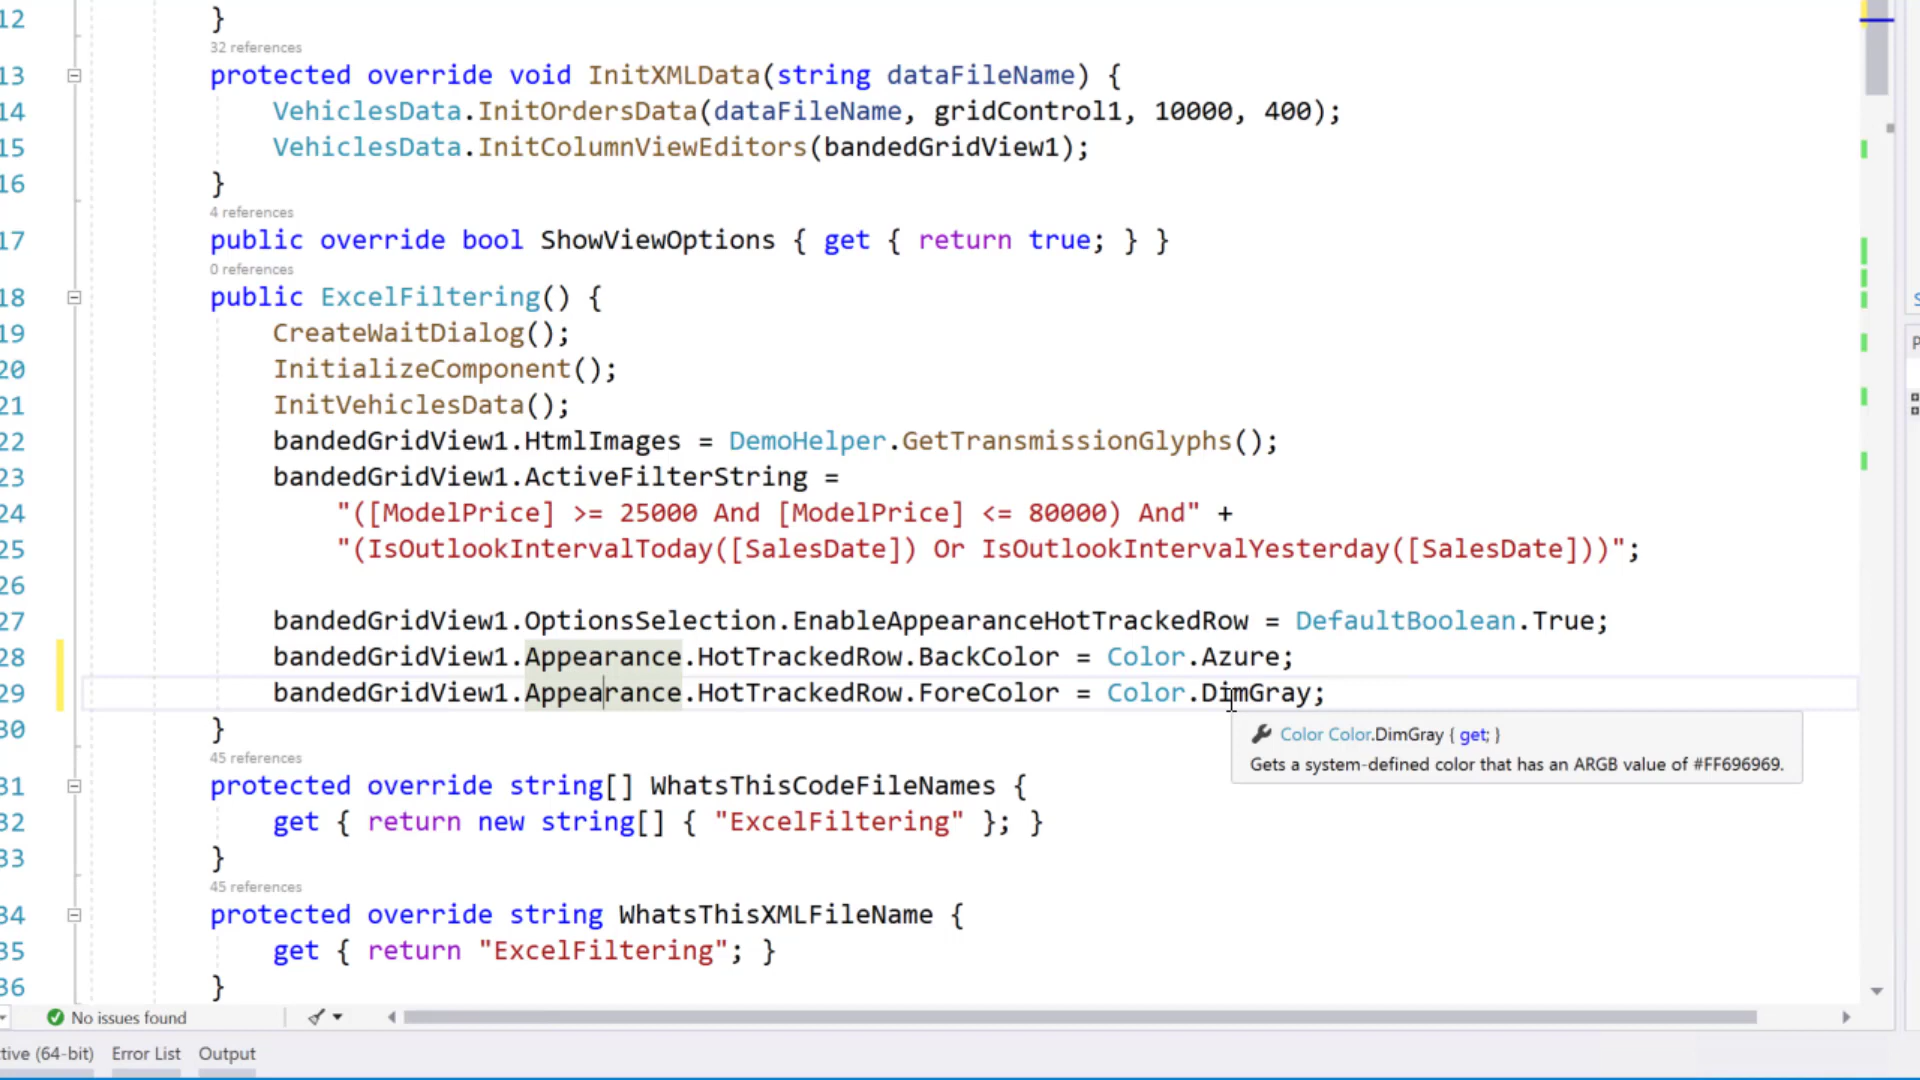 12 }
32 references
13 protected override void InitXMLData(string dataFileName) {
14 VehiclesData.InitOrdersData(dataFileName, gridControl1, 10000, 400);
15 VehiclesData.InitColumnViewEditors(bandedGridView1);
16 }
4 references
17 public override bool ShowViewOptions { get { return true; } }
0 references
18 public ExcelFiltering() {
19 CreateWaitDialog();
20 InitializeComponent();
21 InitVehiclesData();
22 bandedGridView1.HtmlImages = DemoHelper.GetTransmissionGlyphs();
23 bandedGridView1.ActiveFilterString =
24 "([ModelPrice] >= 25000 And [ModelPrice] <= 80000) And" +
25 "(IsOutlookIntervalToday([SalesDate]) Or IsOutlookIntervalYesterday([SalesDate]))";
26
27 bandedGridView1.OptionsSelection.EnableAppearanceHotTrackedRow = DefaultBoolean.True;
28 bandedGridView1.Appearance.HotTrackedRow.BackColor = Color.Azure;
29 bandedGridView1.Appearance.HotTrackedRow.ForeColor = Color.DimGray;
30 }
Color Color.DimGray { get; }
Gets a system-defined color that has an ARGB value of #FF696969.
45 references
31 protected override string[] WhatsThisCodeFileNames {
32 get { return new string[] { "ExcelFiltering" }; }
33 }
45 references
34 protected override string WhatsThisXMLFileName {
35 get { return "ExcelFiltering"; }
36 }
No issues found
tive (64-bit) Error List Output